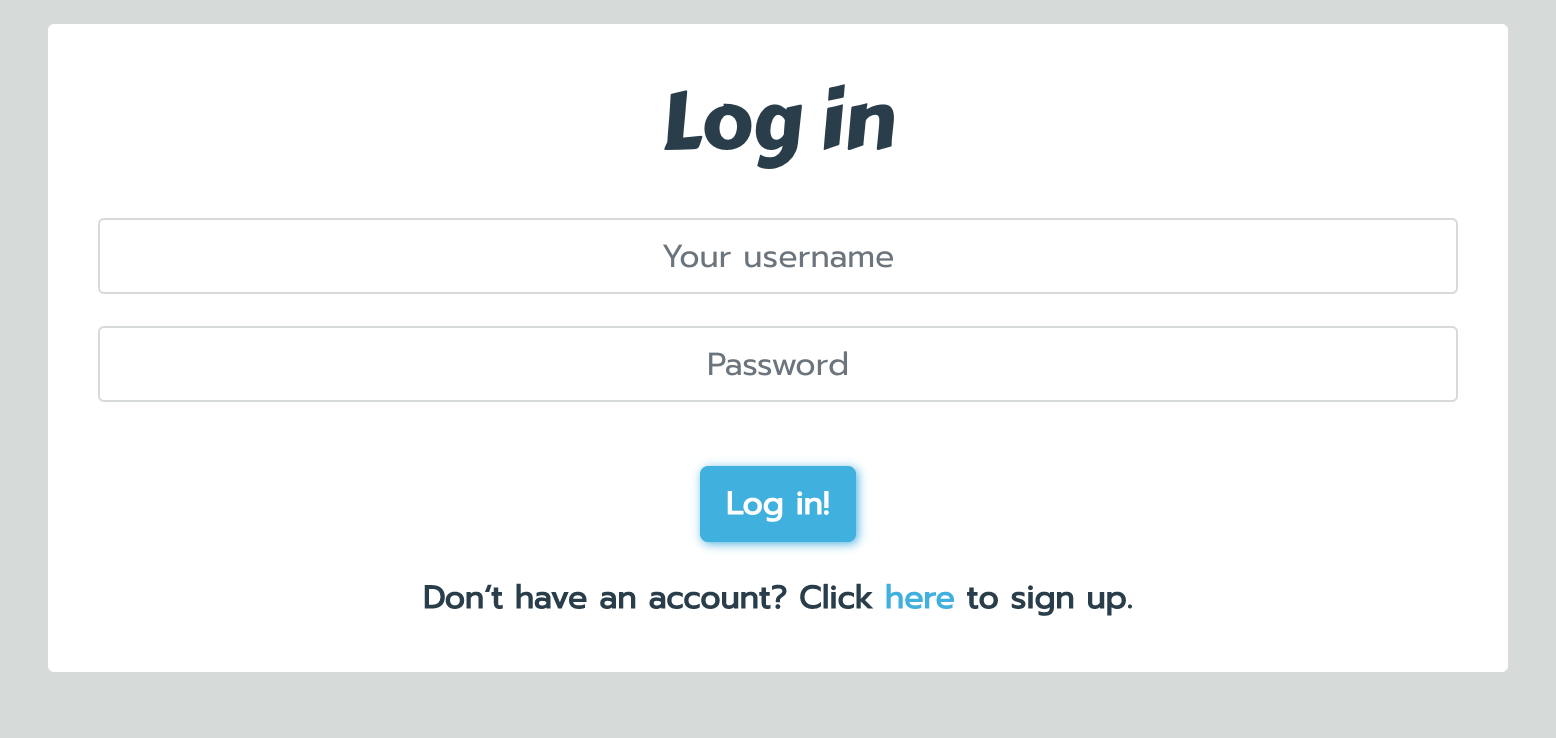 Log in
Your username
Password
Log in!
Don't have an account? Click here to sign up.